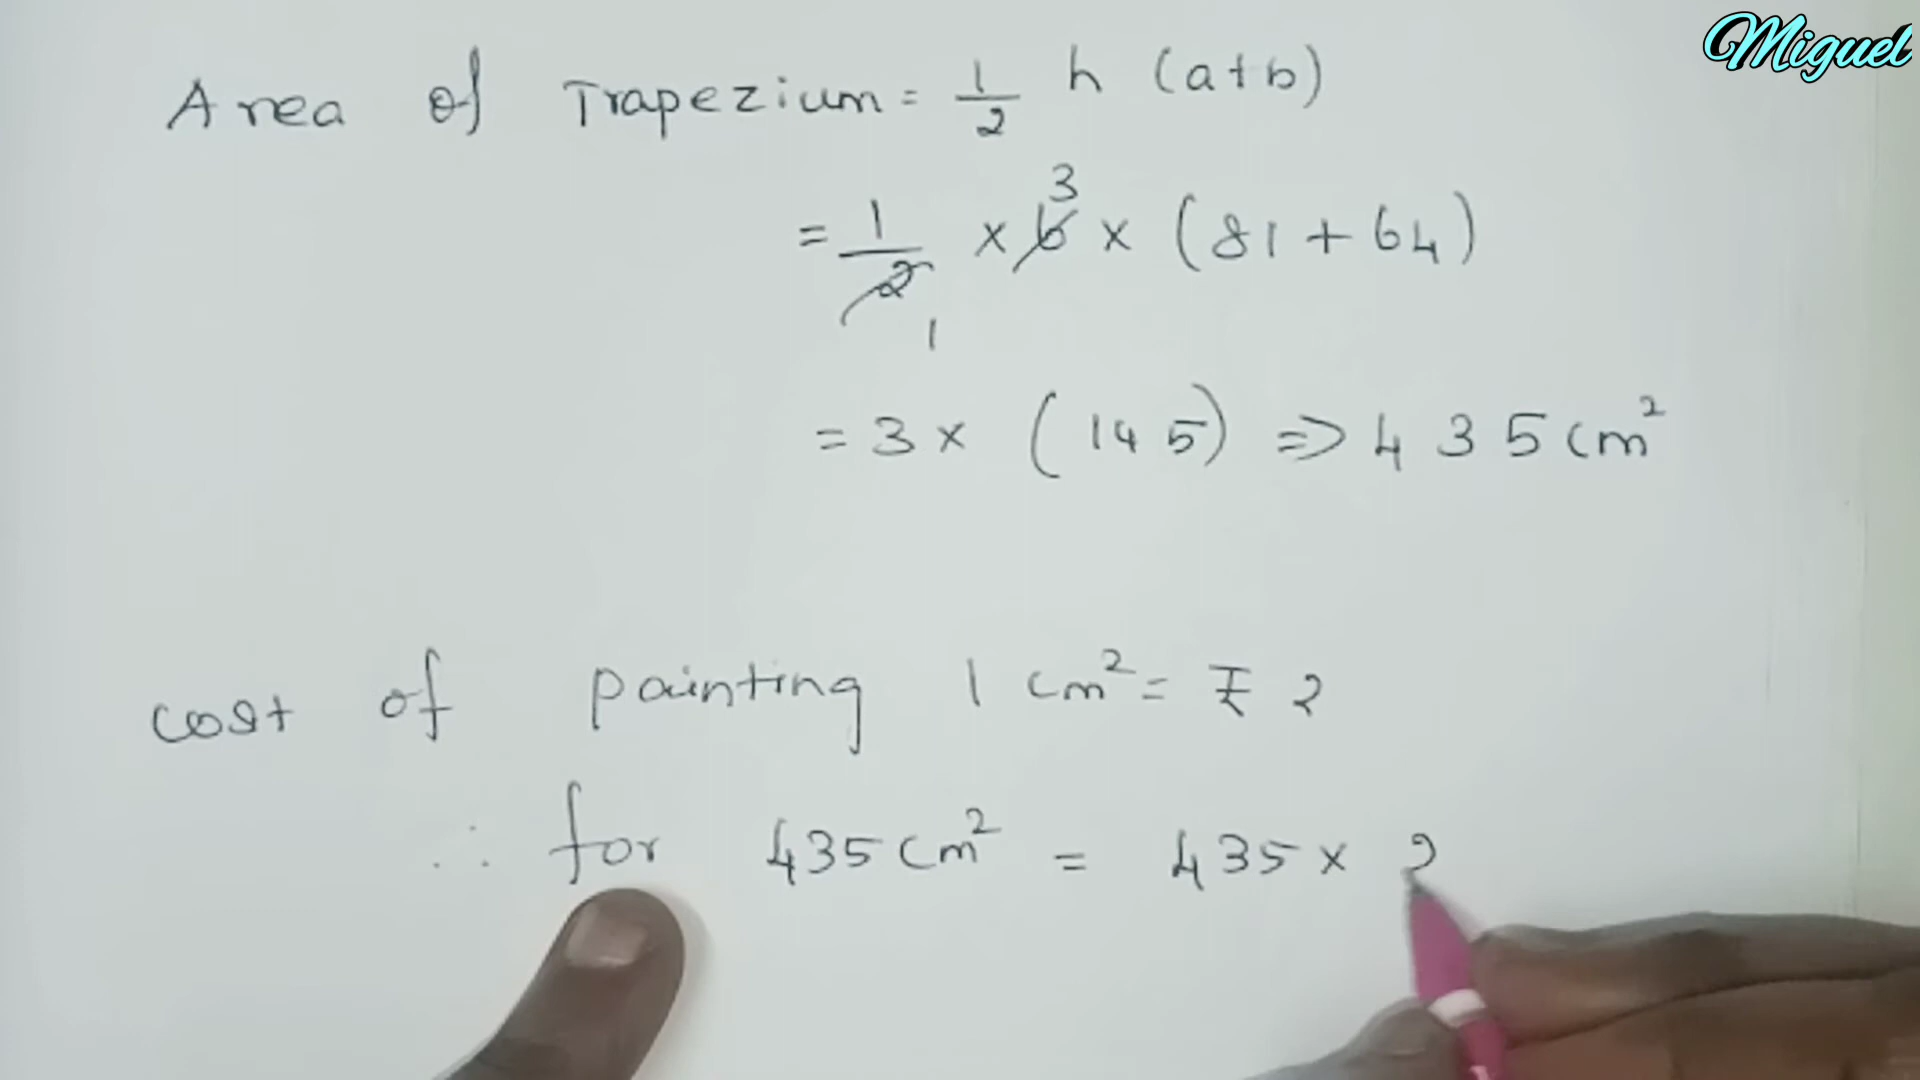 Miguel
Area of Trapezium = 1/2 h (a+b)
= 1/2 × 6 3 × (81 + 64)
1
= 3 × (145) ⇒ 435 cm²
cost of painting 1 cm² = ₹ 2
∴ for 435 cm² = 435 × 2